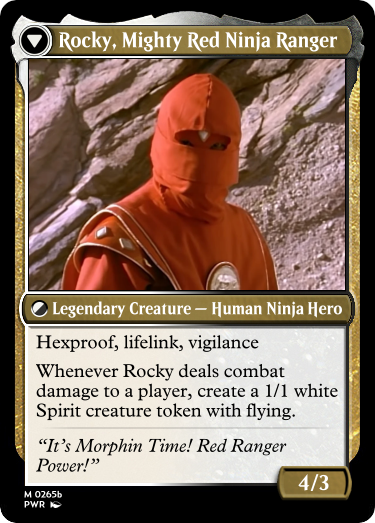 Rocky, Mighty Red Ninja Ranger
Legendary Creature — Human Ninja Hero
Hexproof, lifelink, vigilance
Whenever Rocky deals combat
damage to a player, create a 1/1 white
Spirit creature token with flying.
“It’s Morphin Time! Red Ranger
Power!”
4/3
M 0265b
PWR